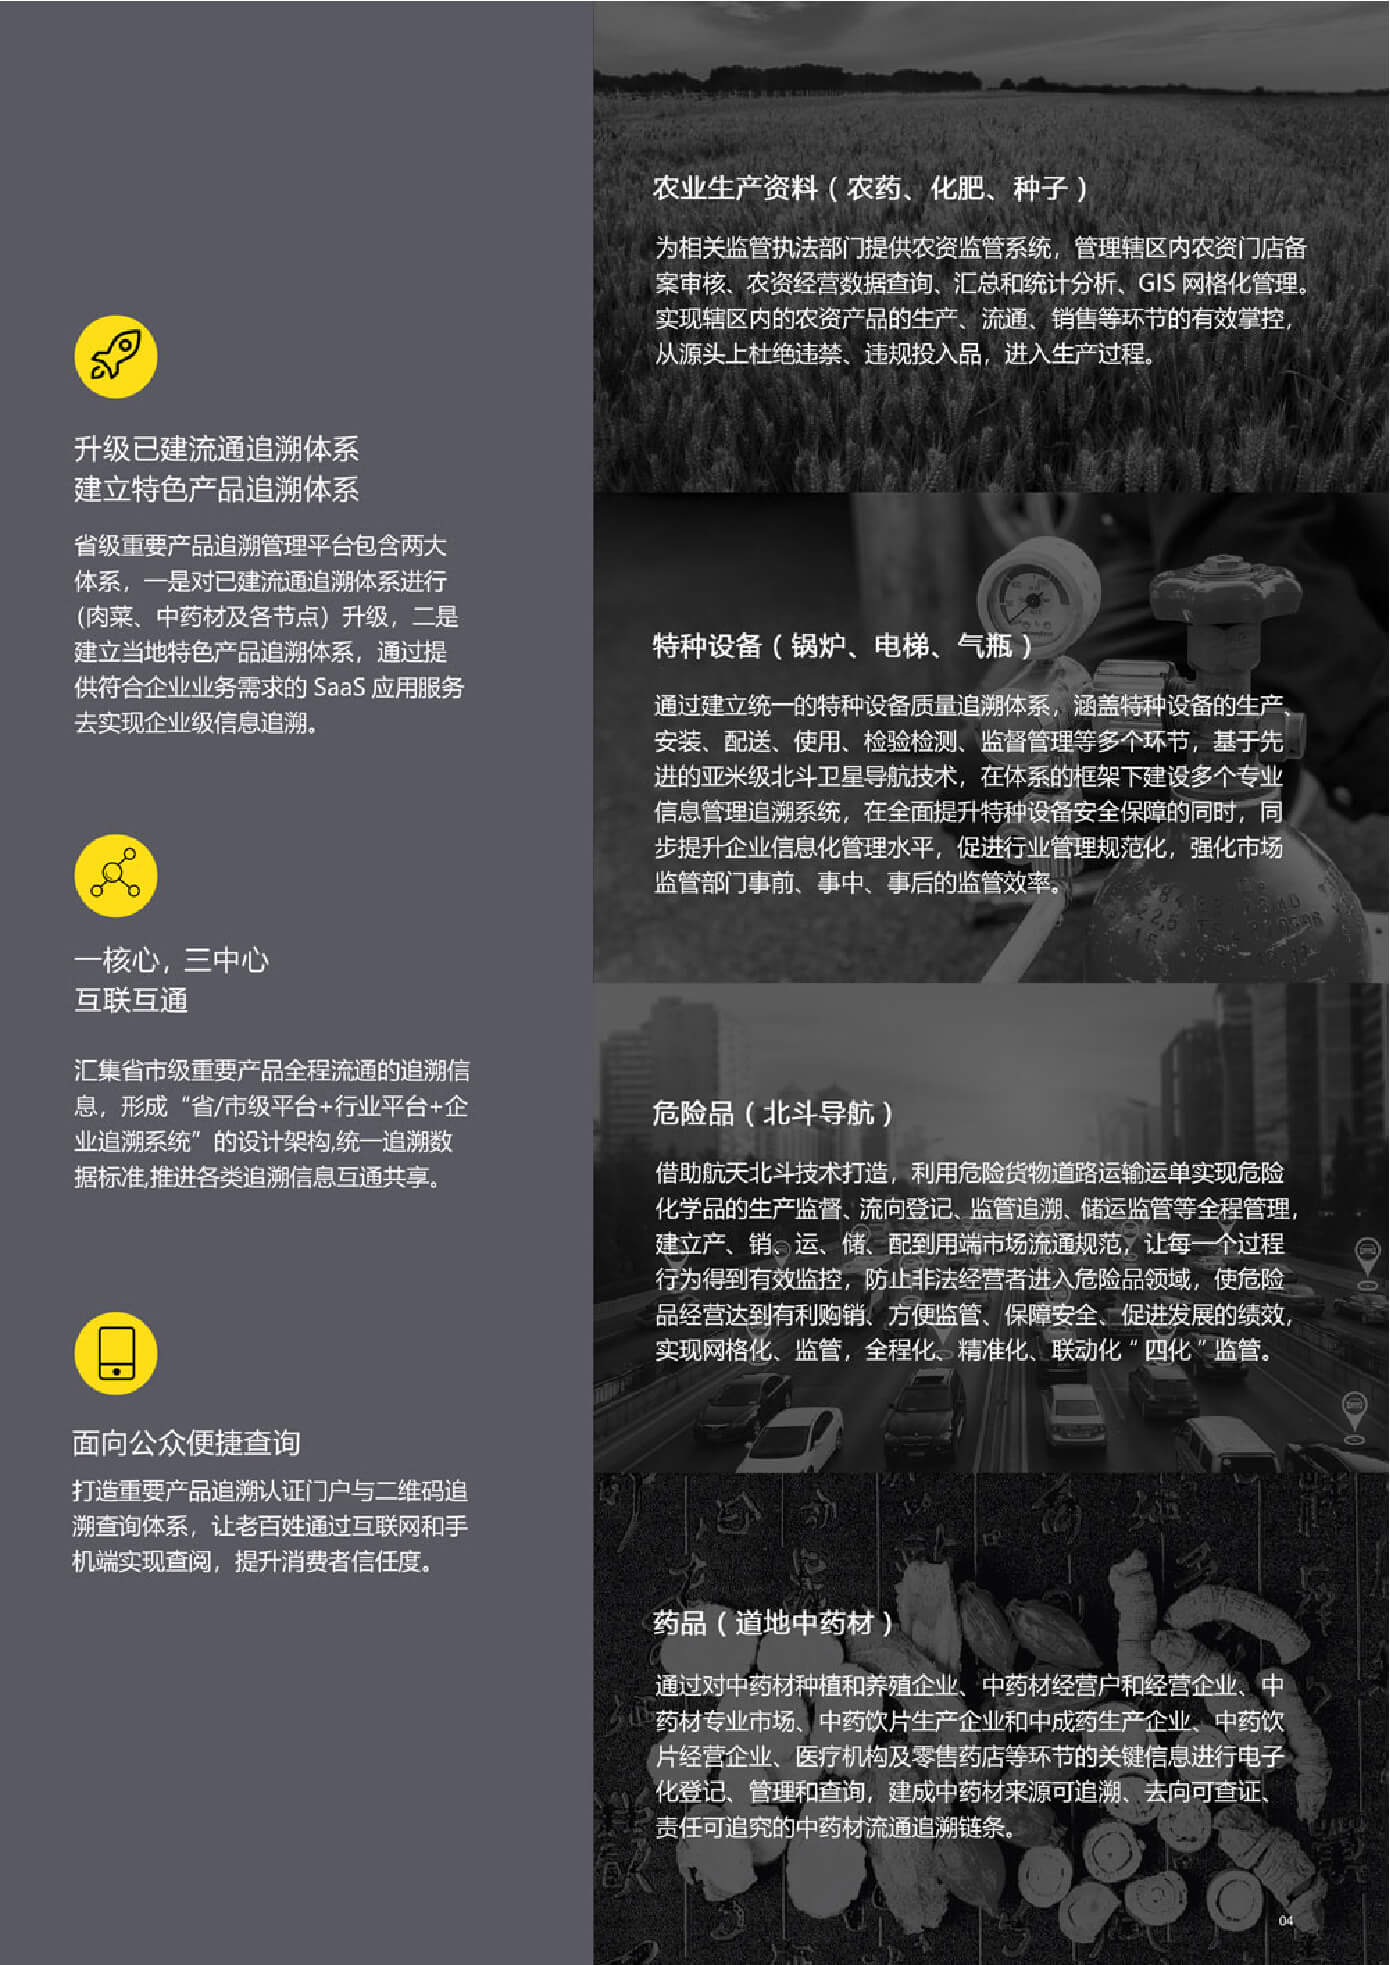 升级已建流通追溯体系
建立特色产品追溯体系
省级重要产品追溯管理平台包含两大
体系，一是对已建流通追溯体系进行
(肉菜、中药材及各节点）升级，二是
建立当地特色产品追溯体系，通过提
供符合企业业务需求的 SaaS 应用服务
去实现企业级信息追溯。
一核心，三中心
互联互通
汇集省市级重要产品全程流通的追溯信
息，形成“省/市级平台+行业平台+企
业追溯系统”的设计架构,统一追溯数
据标准,推进各类追溯信息互通共享。
面向公众便捷查询
打造重要产品追溯认证门户与二维码追
溯查询体系，让老百姓通过互联网和手
机端实现查阅，提升消费者信任度。
农业生产资料（农药、化肥、种子）
为相关监管执法部门提供农资监管系统，管理辖区内农资门店备
案审核、农资经营数据查询、汇总和统计分析、GIS 网格化管理。
实现辖区内的农资产品的生产、流通、销售等环节的有效掌控，
从源头上杜绝违禁、违规投入品，进入生产过程。
特种设备（锅炉、电梯、气瓶）
通过建立统一的特种设备质量追溯体系，涵盖特种设备的生产、
安装、配送、使用、检验检测、监督管理等多个环节，基于先
进的亚米级北斗卫星导航技术，在体系的框架下建设多个专业
信息管理追溯系统，在全面提升特种设备安全保障的同时，同
步提升企业信息化管理水平，促进行业管理规范化，强化市场
监管部门事前、事中、事后的监管效率。
危险品（北斗导航）
借助航天北斗技术打造，利用危险货物道路运输运单实现危险
化学品的生产监督、流向登记、监管追溯、储运监管等全程管理，
建立产、销、运、储、配到用端市场流通规范，让每一个过程
行为得到有效监控，防止非法经营者进入危险品领域，使危险
品经营达到有利购销、方便监管、保障安全、促进发展的绩效，
实现网格化、监管，全程化、精准化、联动化“四化”监管。
药品（道地中药材）
通过对中药材种植和养殖企业、中药材经营户和经营企业、中
药材专业市场、中药饮片生产企业和中成药生产企业、中药饮
片经营企业、医疗机构及零售药店等环节的关键信息进行电子
化登记、管理和查询，建成中药材来源可追溯、去向可查证、
责任可追究的中药材流通追溯链条。
04